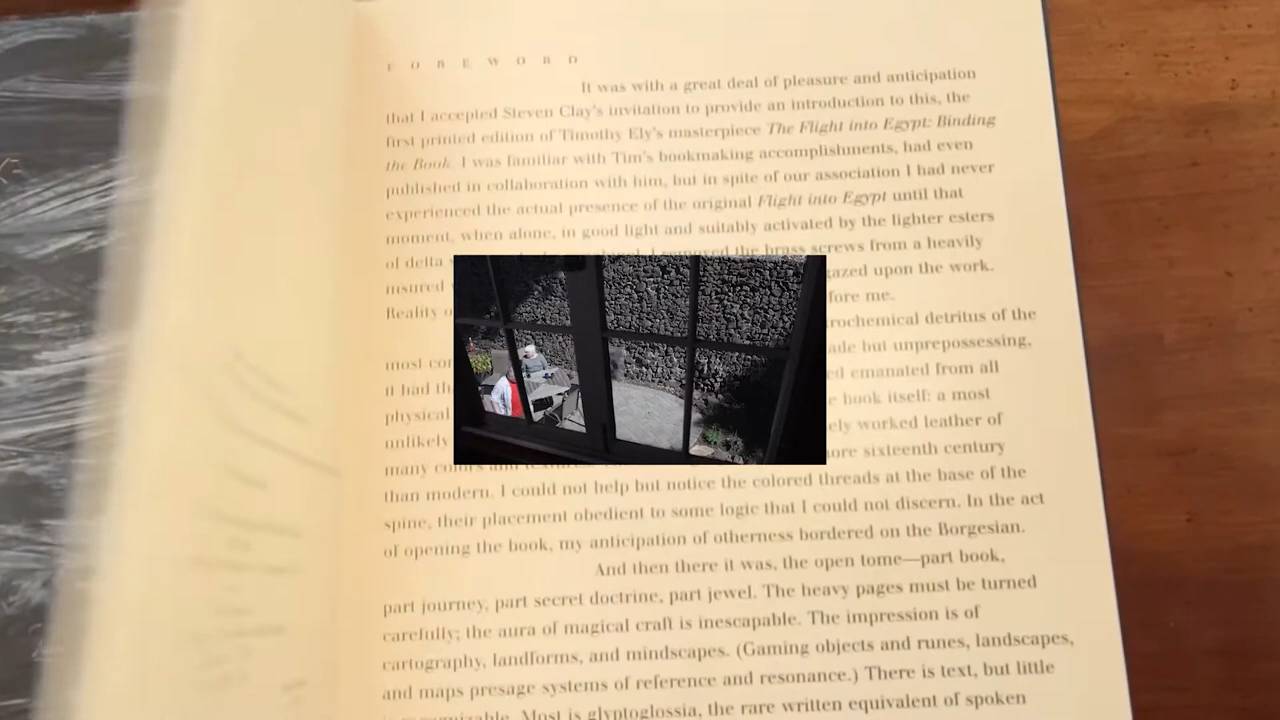 FOREWORD
It was with a great deal of pleasure and anticipation
that I accepted Steven Clay's invitation to provide an introduction to this, the
first printed edition of Timothy Ely's masterpiece The Flight into Egypt: Binding
the Book. I was familiar with Tim's bookmaking accomplishments, had even
published in collaboration with him, but in spite of our association I had never
experienced the actual presence of the original Flight into Egypt until that
moment, when alone, in good light and suitably activated by the lighter esters
of delta I removed the brass screws from a heavily
insured gazed upon the work.
Reality fore me.
rochemical detritus of the
most ade but unprepossessing,
it had ed emanated from all
physical e book itself: a most
unlikely ely worked leather of
many colors and ore sixteenth century
than modern. I could not help but notice the colored threads at the base of the
spine, their placement obedient to some logic that I could not discern. In the act
of opening the book, my anticipation of otherness bordered on the Borgesian.
And then there it was, the open tome—part book,
part journey, part secret doctrine, part jewel. The heavy pages must be turned
carefully; the aura of magical craft is inescapable. The impression is of
cartography, landforms, and mindscapes. (Gaming objects and runes, landscapes,
and maps presage systems of reference and resonance.) There is text, but little
Most is glyptoglossia, the rare written equivalent of spoken